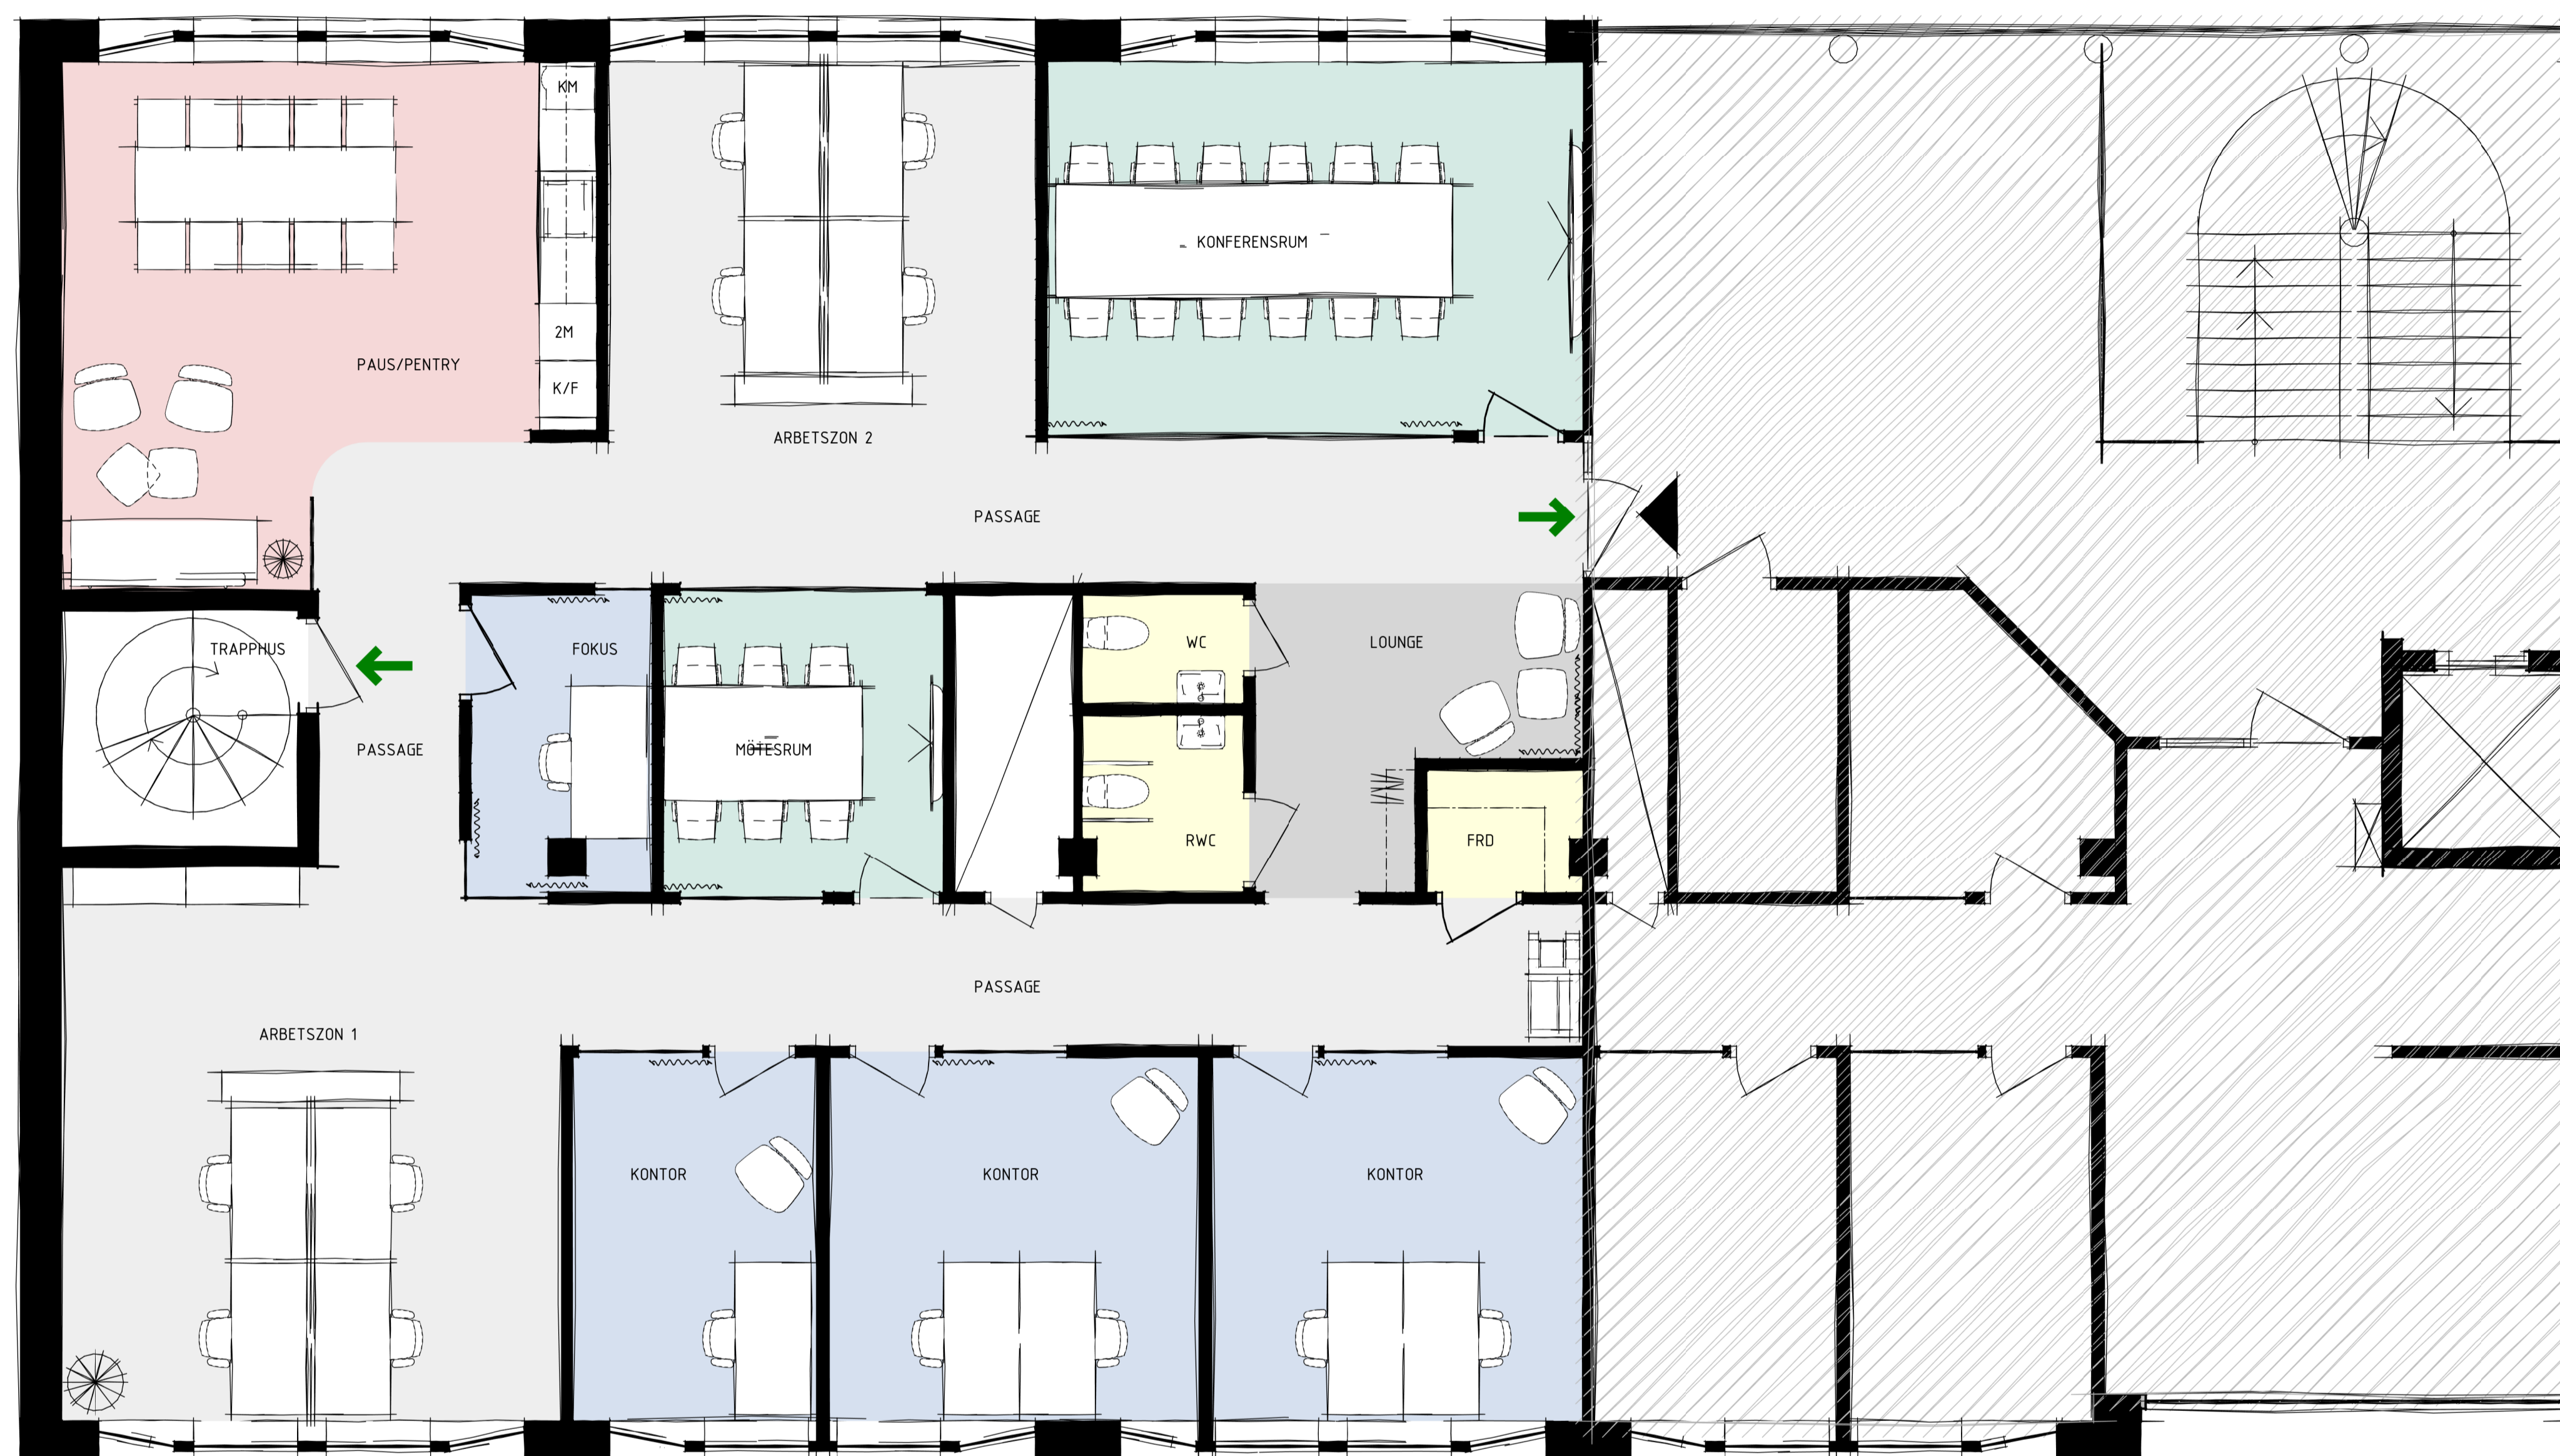 KM
2M
PAUS/PENTRY
K/F
ARBETSZON 2
KONFERENSRUM
PASSAGE
TRAPPHUS
FOKUS
WC
LOUNGE
PASSAGE
MÖTESRUM
RWC
FRD
PASSAGE
ARBETSZON 1
KONTOR
KONTOR
KONTOR